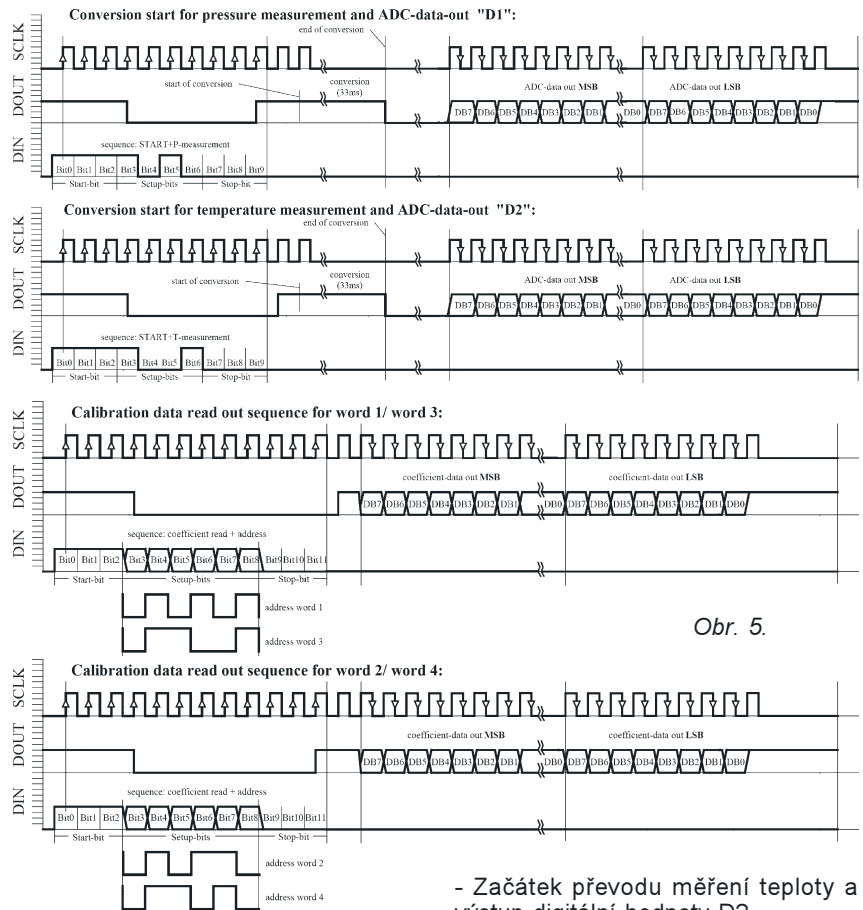 Conversion start for pressure measurement and ADC-data-out "D1":
end of conversion
SCLK
start of conversion
conversion
(33ms)
ADC-data out MSB
ADC-data out LSB
DOUT
DB7 DB6 DB5 DB4 DB3 DB2 DB1 DB0 DB7 DB6 DB5 DB4 DB3 DB2 DB1 DB0
DIN
sequence: START+P-measurement
Bit0 Bit1 Bit2 Bit3 Bit4 Bit5 Bit6 Bit7 Bit8 Bit9
Start-bit Setup-bits Stop-bit
Conversion start for temperature measurement and ADC-data-out "D2":
end of conversion
SCLK
start of conversion
conversion
(33ms)
ADC-data out MSB
ADC-data out LSB
DOUT
DB7 DB6 DB5 DB4 DB3 DB2 DB1 DB0 DB7 DB6 DB5 DB4 DB3 DB2 DB1 DB0
DIN
sequence: START+T-measurement
Bit0 Bit1 Bit2 Bit3 Bit4 Bit5 Bit6 Bit7 Bit8 Bit9
Start-bit Setup-bits Stop-bit
Calibration data read out sequence for word 1/ word 3:
SCLK
coefficient-data out MSB
coefficient-data out LSB
DOUT
DB7 DB6 DB5 DB4 DB3 DB2 DB1 DB0 DB7 DB6 DB5 DB4 DB3 DB2 DB1 DB0
DIN
sequence: coefficient read + address
Bit0 Bit1 Bit2 Bit3 Bit4 Bit5 Bit6 Bit7 Bit8 Bit9 Bit10 Bit11
Start-bit Setup-bits Stop-bit
address word 1
address word 3
Obr. 5.
Calibration data read out sequence for word 2/ word 4:
SCLK
coefficient-data out MSB
coefficient-data out LSB
DOUT
DB7 DB6 DB5 DB4 DB3 DB2 DB1 DB0 DB7 DB6 DB5 DB4 DB3 DB2 DB1 DB0
DIN
sequence: coefficient read + address
Bit0 Bit1 Bit2 Bit3 Bit4 Bit5 Bit6 Bit7 Bit8 Bit9 Bit10 Bit11
Start-bit Setup-bits Stop-bit
address word 2
address word 4
- Začátek převodu měření teploty a
výstup digitální hodnoty D2